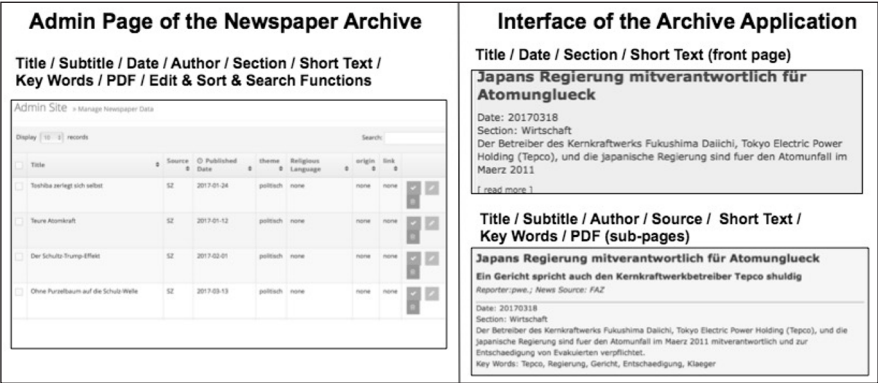 Admin Page of the Newspaper Archive
Title / Subtitle / Date / Author / Section / Short Text /
Key Words / PDF / Edit & Sort & Search Functions
Admin Site » Manage Newspaper Data
Display 10 records Search:
Title Source Published Date theme Religious Language origin link
Toshiba zerlegt sich selbst SZ 2017-01-24 politisch none none none
Teure Atomkraft SZ 2017-01-12 politisch none none none
Der Schultz-Trump-Effekt SZ 2017-02-01 politisch none none none
Ohne Purzelbaum auf die Schulz-Welle SZ 2017-03-13 politisch none none none
Interface of the Archive Application
Title / Date / Section / Short Text (front page)
Japans Regierung mitverantwortlich für
Atomunglueck
Date: 20170318
Section: Wirtschaft
Der Betreiber des Kernkraftwerks Fukushima Daiichi, Tokyo Electric Power
Holding (Tepco), und die japanische Regierung sind fuer den Atomunfall im
Maerz 2011
[ read more ]
Title / Subtitle / Author / Source / Short Text /
Key Words / PDF (sub-pages)
Japans Regierung mitverantwortlich für Atomunglueck
Ein Gericht spricht auch den Kernkraftwerkbetreiber Tepco shuldig
Reporter:pwe.; News Source: FAZ
Date: 20170318
Section: Wirtschaft
Der Betreiber des Kernkraftwerks Fukushima Daiichi, Tokyo Electric Power Holding (Tepco), und die
japanische Regierung sind fuer den Atomunfall im Maerz 2011 mitverantwortlich und zur
Entschaedigung von Evakuierten verpflichtet.
Key Words: Tepco, Regierung, Gericht, Entschaedigung, Klaeger